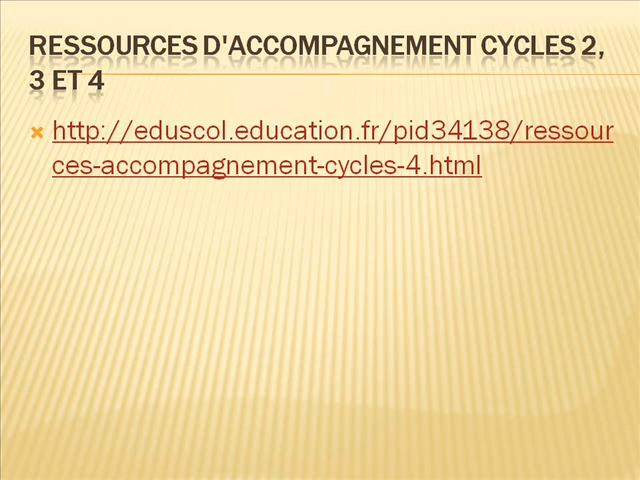 RESSOURCES D'ACCOMPAGNEMENT CYCLES 2,
3 ET 4
http://eduscol.education.fr/pid34138/ressour
ces-accompagnement-cycles-4.html